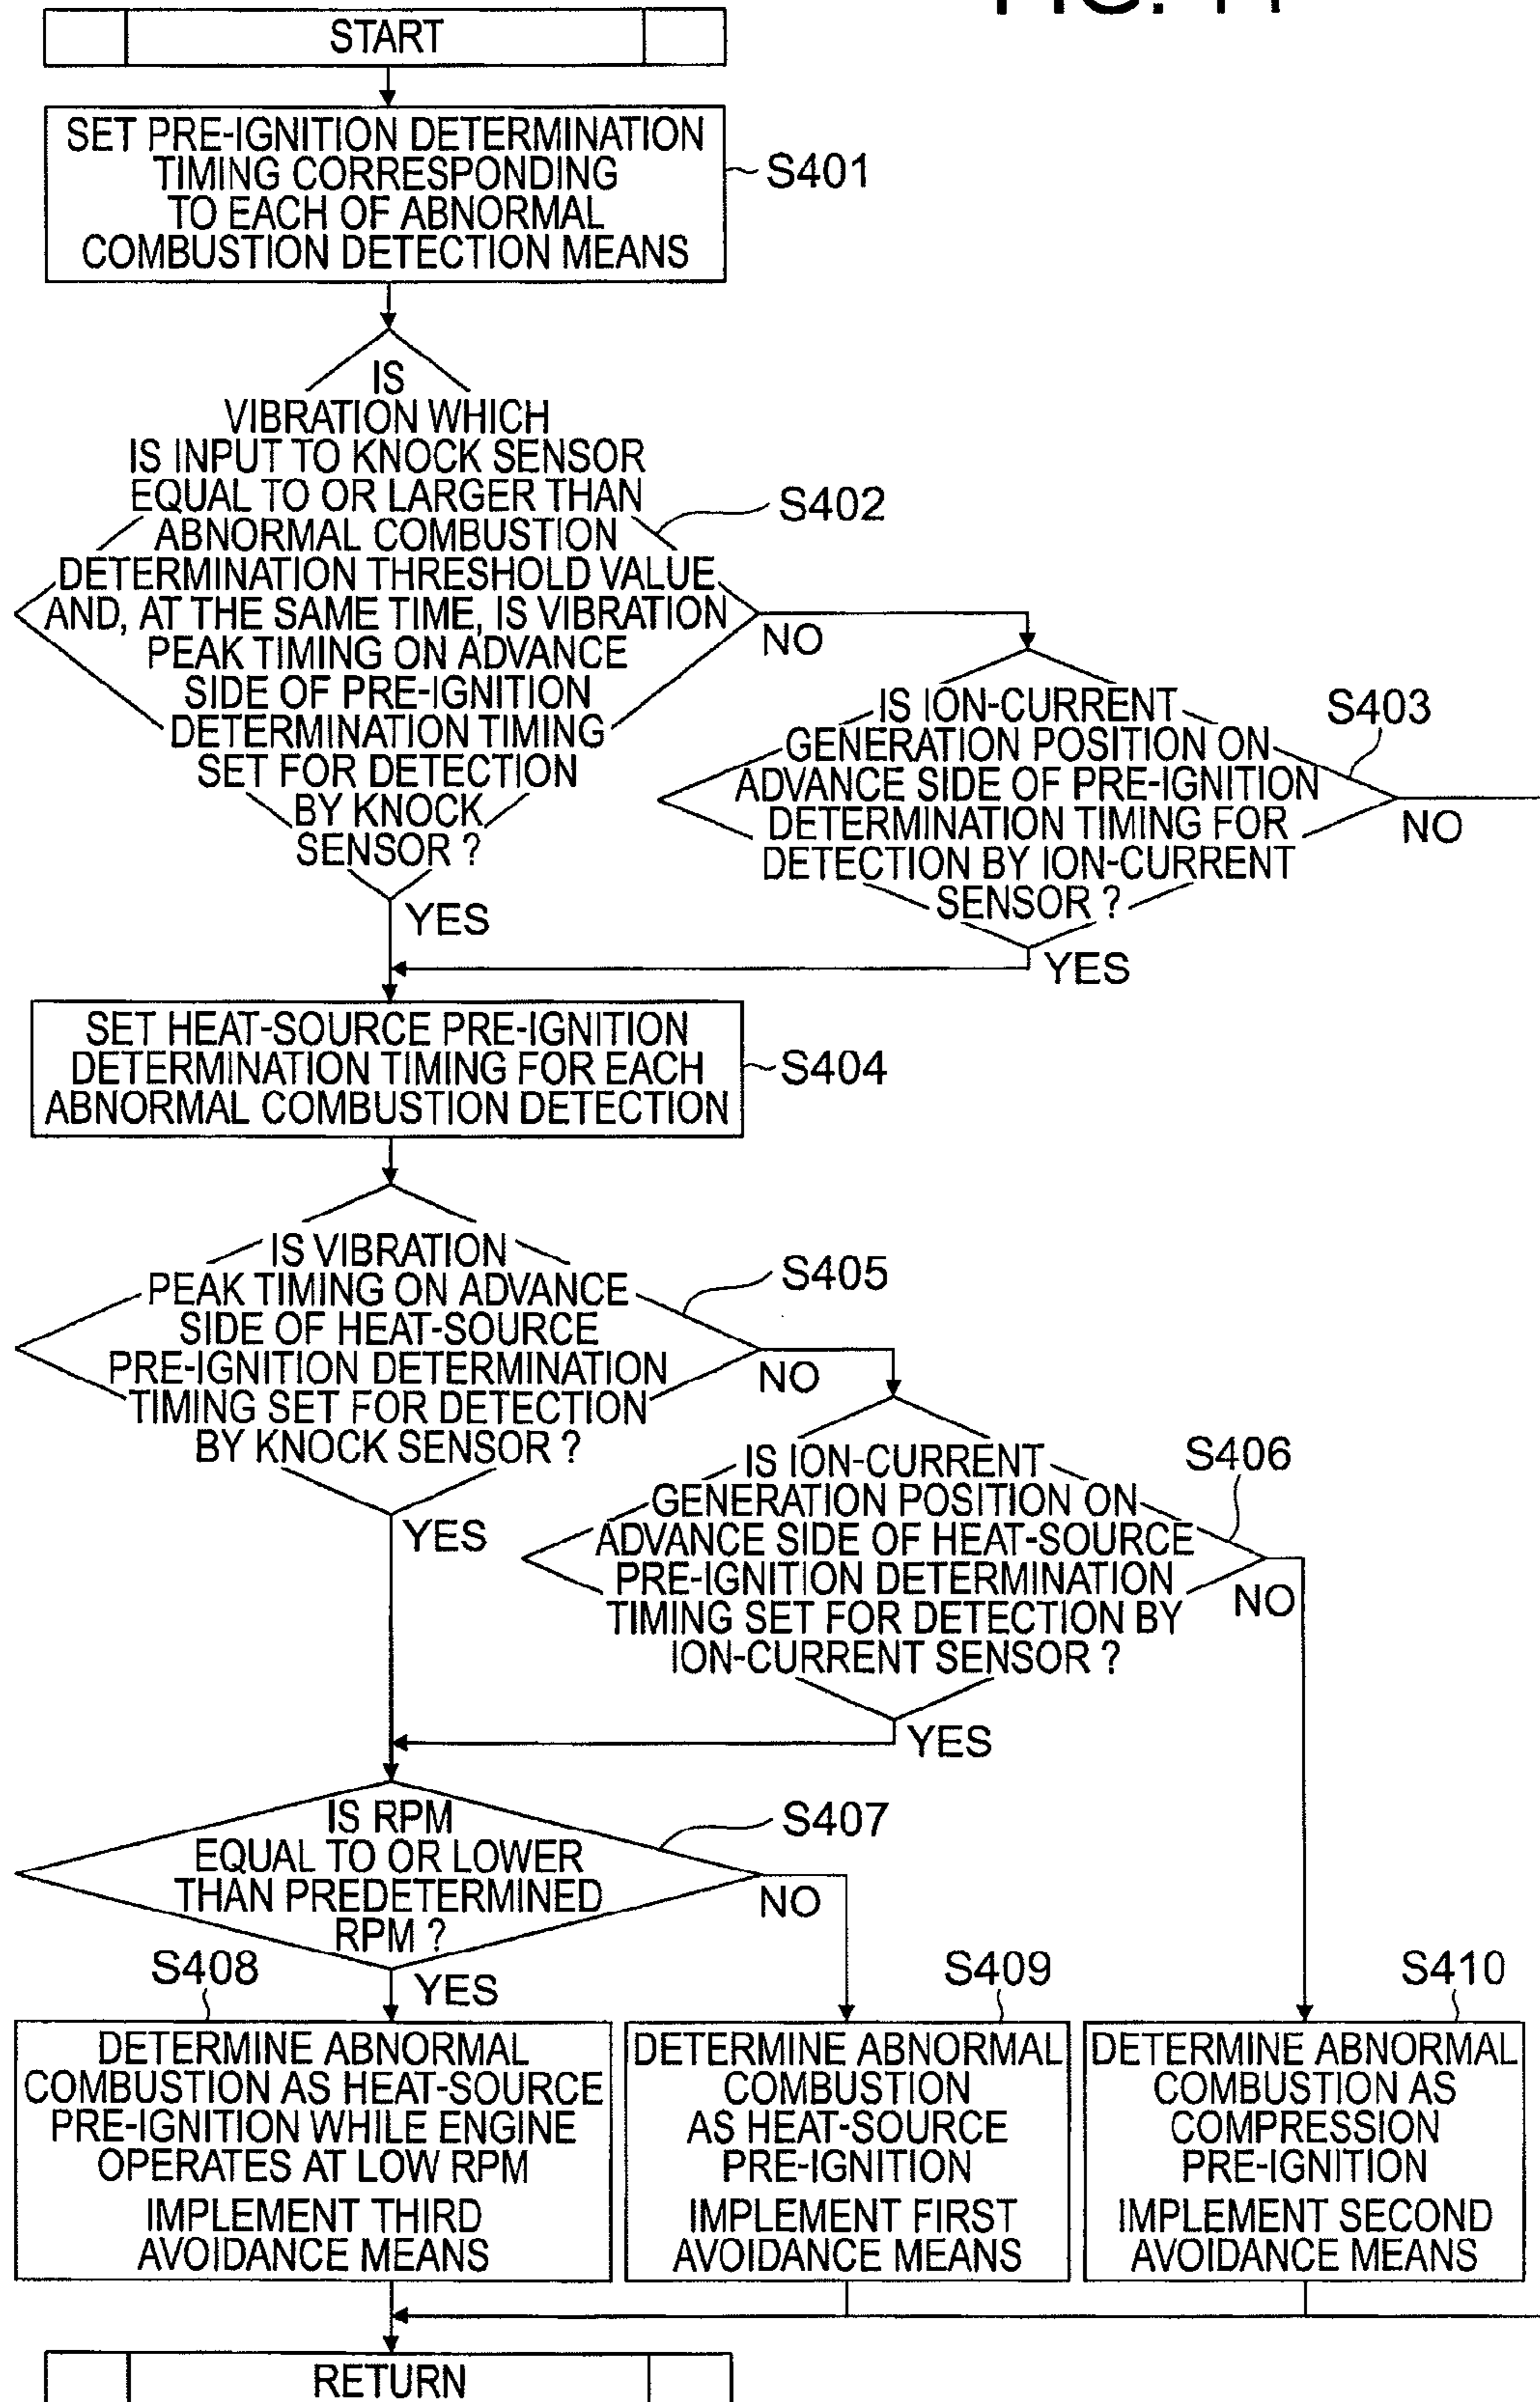 FIG. 11
START
SET PRE-IGNITION DETERMINATION
TIMING CORRESPONDING
TO EACH OF ABNORMAL
COMBUSTION DETECTION MEANS
S401
IS
VIBRATION WHICH
IS INPUT TO KNOCK SENSOR
EQUAL TO OR LARGER THAN
ABNORMAL COMBUSTION
DETERMINATION THRESHOLD VALUE
AND, AT THE SAME TIME, IS VIBRATION
PEAK TIMING ON ADVANCE
SIDE OF PRE-IGNITION
DETERMINATION TIMING
SET FOR DETECTION
BY KNOCK
SENSOR ?
S402
NO
YES
IS ION-CURRENT
GENERATION POSITION ON
ADVANCE SIDE OF PRE-IGNITION
DETERMINATION TIMING FOR
DETECTION BY ION-CURRENT
SENSOR ?
S403
NO
YES
SET HEAT-SOURCE PRE-IGNITION
DETERMINATION TIMING FOR EACH
ABNORMAL COMBUSTION DETECTION
S404
IS VIBRATION
PEAK TIMING ON ADVANCE
SIDE OF HEAT-SOURCE
PRE-IGNITION DETERMINATION
TIMING SET FOR DETECTION
BY KNOCK SENSOR ?
S405
NO
YES
IS ION-CURRENT
GENERATION POSITION ON
ADVANCE SIDE OF HEAT-SOURCE
PRE-IGNITION DETERMINATION
TIMING SET FOR DETECTION BY
ION-CURRENT SENSOR ?
S406
NO
YES
IS RPM
EQUAL TO OR LOWER
THAN PREDETERMINED
RPM ?
S407
NO
YES
S408
DETERMINE ABNORMAL
COMBUSTION AS HEAT-SOURCE
PRE-IGNITION WHILE ENGINE
OPERATES AT LOW RPM
IMPLEMENT THIRD
AVOIDANCE MEANS
S409
DETERMINE ABNORMAL
COMBUSTION
AS HEAT-SOURCE
PRE-IGNITION
IMPLEMENT FIRST
AVOIDANCE MEANS
S410
DETERMINE ABNORMAL
COMBUSTION AS
COMPRESSION
PRE-IGNITION
IMPLEMENT SECOND
AVOIDANCE MEANS
RETURN